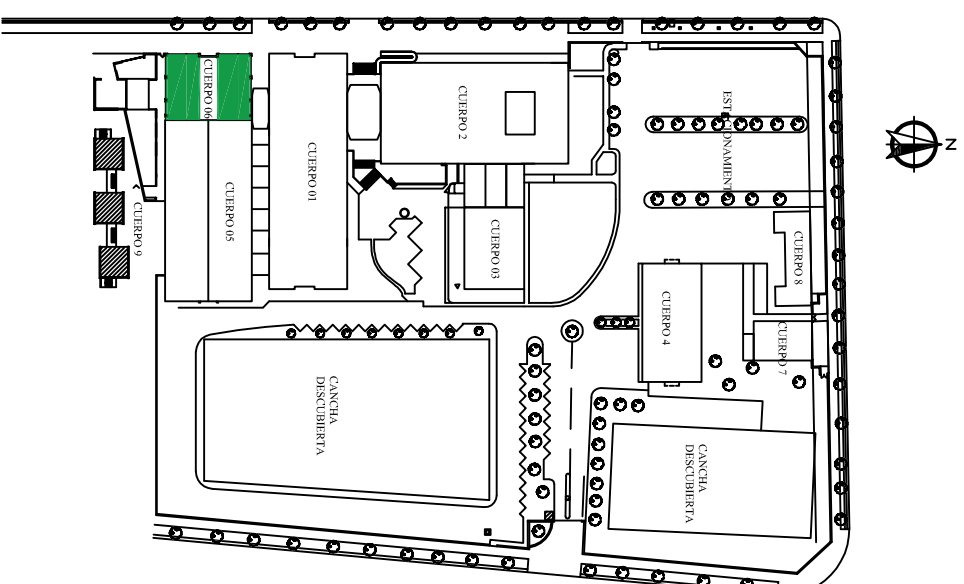 CUERPO 06
CUERPO 05
CUERPO 01
CUERPO 2
CUERPO 03
ESTACIONAMIENTO
N
CUERPO 9
CUERPO 8
CUERPO 4
CUERPO 7
CANCHA
DESCUBIERTA
CANCHA
DESCUBIERTA